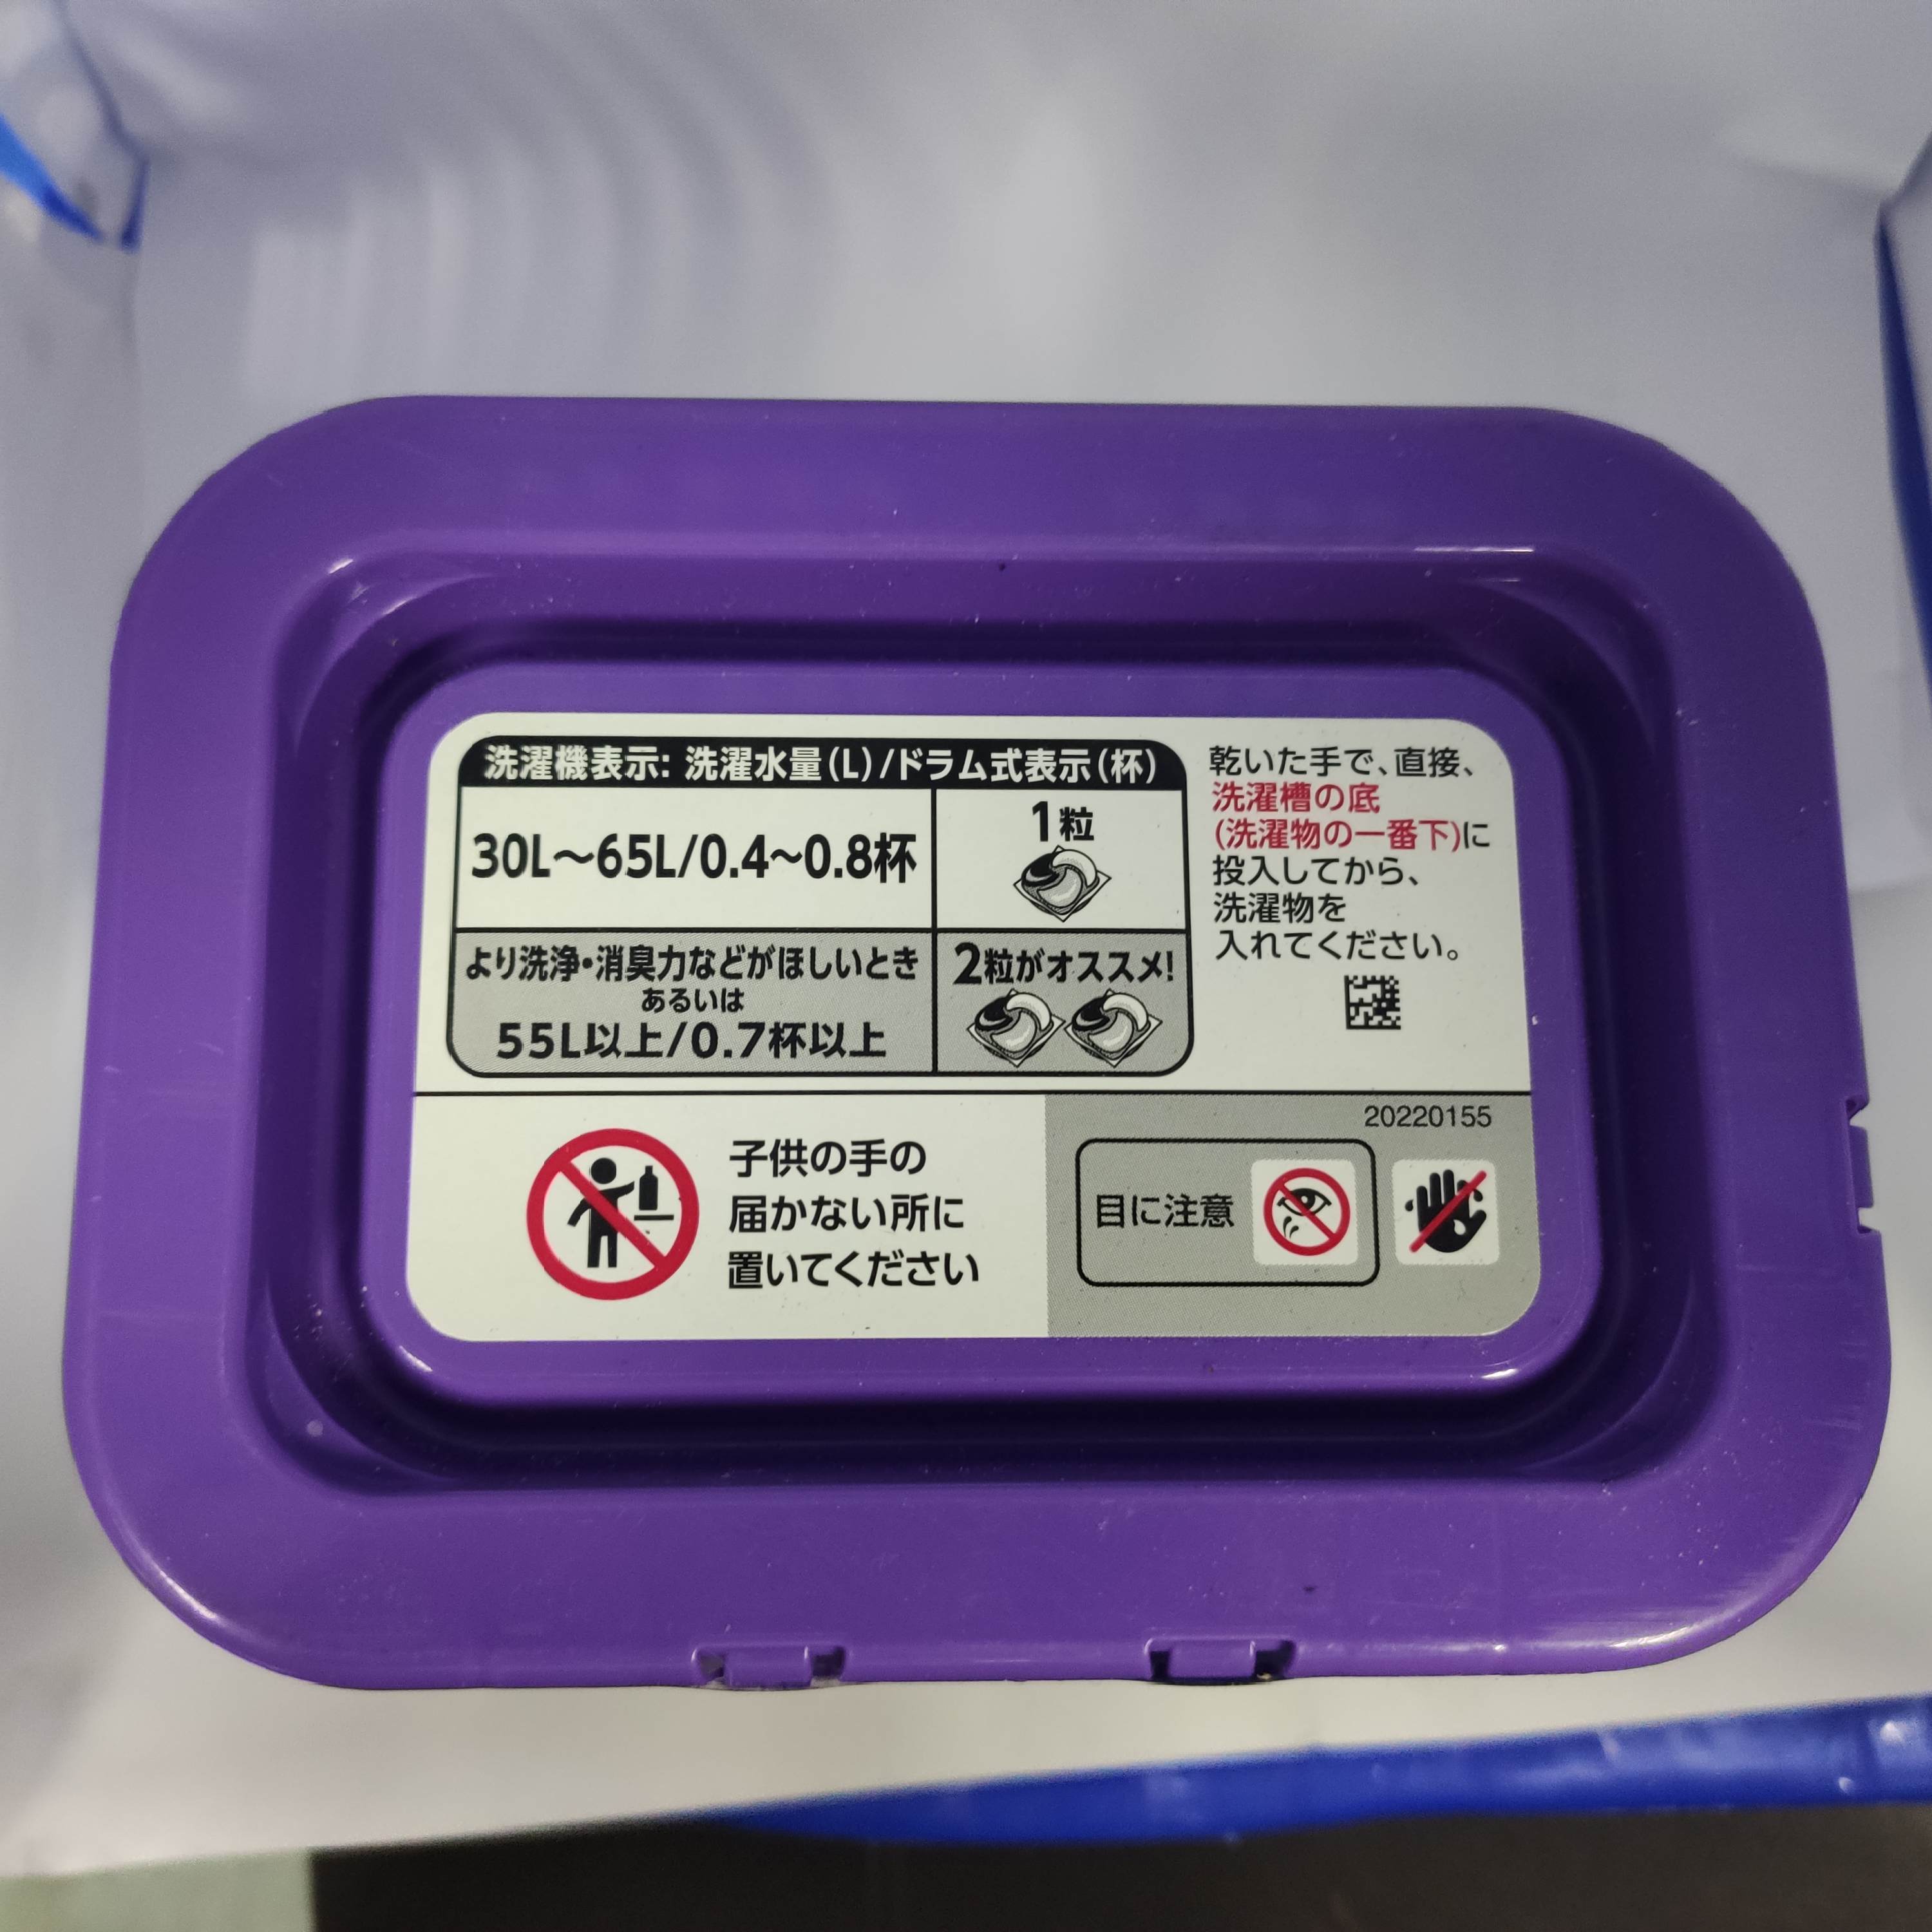 洗濯機表示: 洗濯水量(L)/ドラム式表示(杯)
30L〜65L/0.4〜0.8杯
1粒
より洗浄・消臭力などがほしいとき
あるいは
55L以上/0.7杯以上
2粒がオススメ!
乾いた手で、直接、
洗濯槽の底
(洗濯物の一番下)に
投入してから、
洗濯物を
入れてください。
子供の手の
届かない所に
置いてください
20220155
目に注意